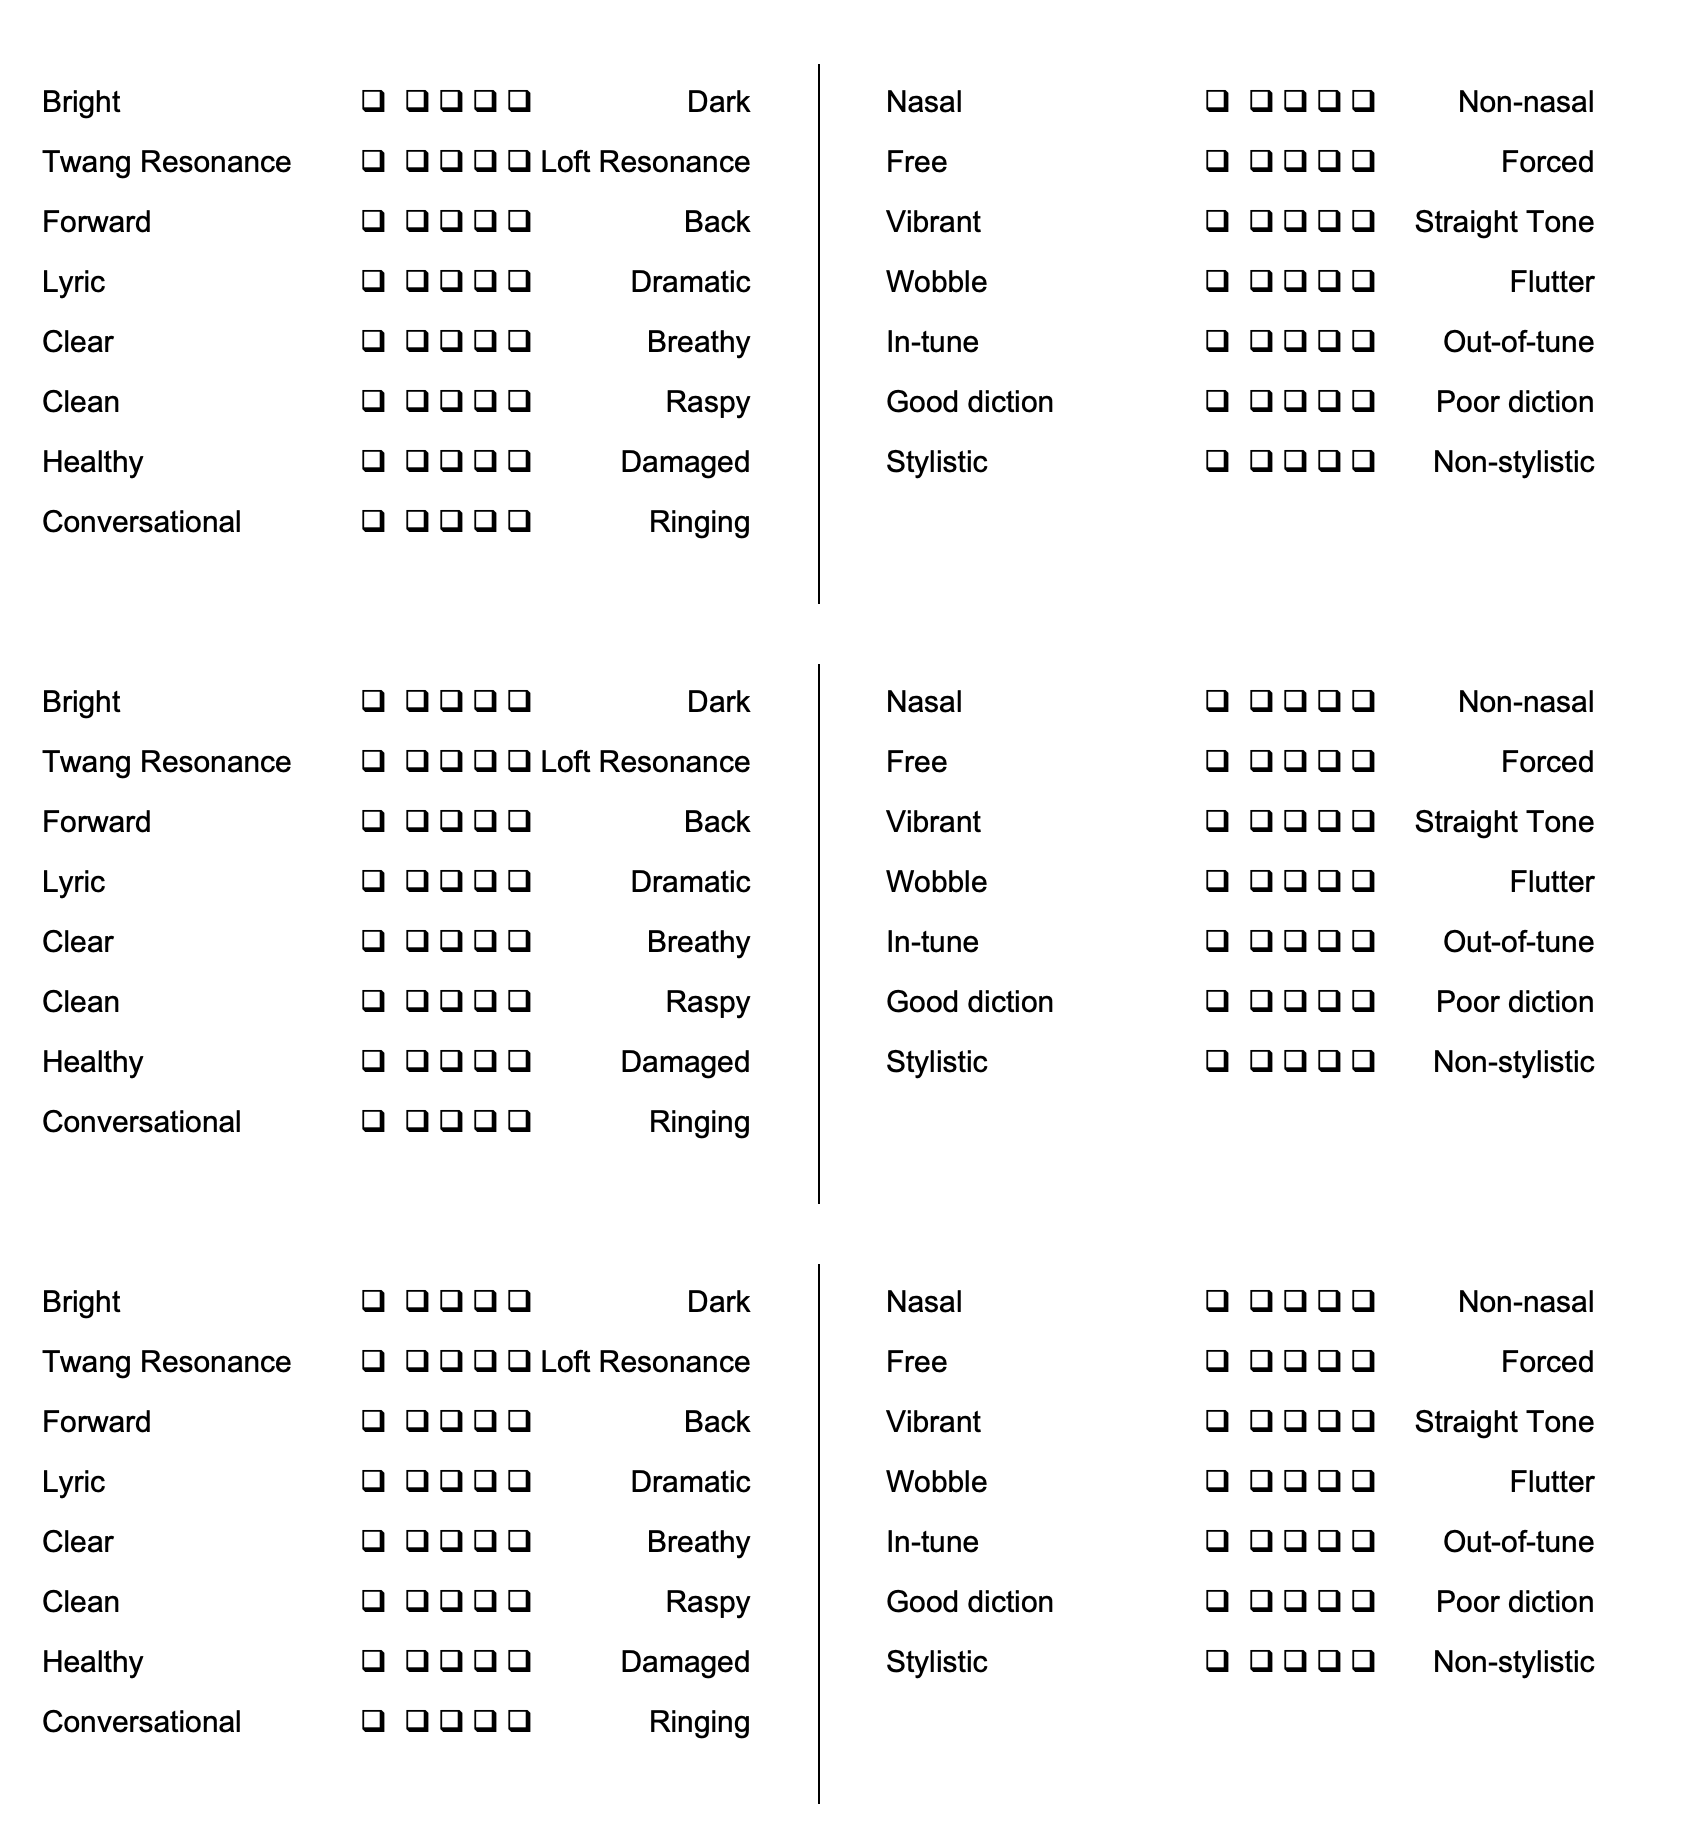 Bright ❑ ❑ ❑ ❑ ❑ Dark
Twang Resonance ❑ ❑ ❑ ❑ ❑ Loft Resonance
Forward ❑ ❑ ❑ ❑ ❑ Back
Lyric ❑ ❑ ❑ ❑ ❑ Dramatic
Clear ❑ ❑ ❑ ❑ ❑ Breathy
Clean ❑ ❑ ❑ ❑ ❑ Raspy
Healthy ❑ ❑ ❑ ❑ ❑ Damaged
Conversational ❑ ❑ ❑ ❑ ❑ Ringing
Nasal ❑ ❑ ❑ ❑ ❑ Non-nasal
Free ❑ ❑ ❑ ❑ ❑ Forced
Vibrant ❑ ❑ ❑ ❑ ❑ Straight Tone
Wobble ❑ ❑ ❑ ❑ ❑ Flutter
In-tune ❑ ❑ ❑ ❑ ❑ Out-of-tune
Good diction ❑ ❑ ❑ ❑ ❑ Poor diction
Stylistic ❑ ❑ ❑ ❑ ❑ Non-stylistic
Bright ❑ ❑ ❑ ❑ ❑ Dark
Twang Resonance ❑ ❑ ❑ ❑ ❑ Loft Resonance
Forward ❑ ❑ ❑ ❑ ❑ Back
Lyric ❑ ❑ ❑ ❑ ❑ Dramatic
Clear ❑ ❑ ❑ ❑ ❑ Breathy
Clean ❑ ❑ ❑ ❑ ❑ Raspy
Healthy ❑ ❑ ❑ ❑ ❑ Damaged
Conversational ❑ ❑ ❑ ❑ ❑ Ringing
Nasal ❑ ❑ ❑ ❑ ❑ Non-nasal
Free ❑ ❑ ❑ ❑ ❑ Forced
Vibrant ❑ ❑ ❑ ❑ ❑ Straight Tone
Wobble ❑ ❑ ❑ ❑ ❑ Flutter
In-tune ❑ ❑ ❑ ❑ ❑ Out-of-tune
Good diction ❑ ❑ ❑ ❑ ❑ Poor diction
Stylistic ❑ ❑ ❑ ❑ ❑ Non-stylistic
Bright ❑ ❑ ❑ ❑ ❑ Dark
Twang Resonance ❑ ❑ ❑ ❑ ❑ Loft Resonance
Forward ❑ ❑ ❑ ❑ ❑ Back
Lyric ❑ ❑ ❑ ❑ ❑ Dramatic
Clear ❑ ❑ ❑ ❑ ❑ Breathy
Clean ❑ ❑ ❑ ❑ ❑ Raspy
Healthy ❑ ❑ ❑ ❑ ❑ Damaged
Conversational ❑ ❑ ❑ ❑ ❑ Ringing
Nasal ❑ ❑ ❑ ❑ ❑ Non-nasal
Free ❑ ❑ ❑ ❑ ❑ Forced
Vibrant ❑ ❑ ❑ ❑ ❑ Straight Tone
Wobble ❑ ❑ ❑ ❑ ❑ Flutter
In-tune ❑ ❑ ❑ ❑ ❑ Out-of-tune
Good diction ❑ ❑ ❑ ❑ ❑ Poor diction
Stylistic ❑ ❑ ❑ ❑ ❑ Non-stylistic